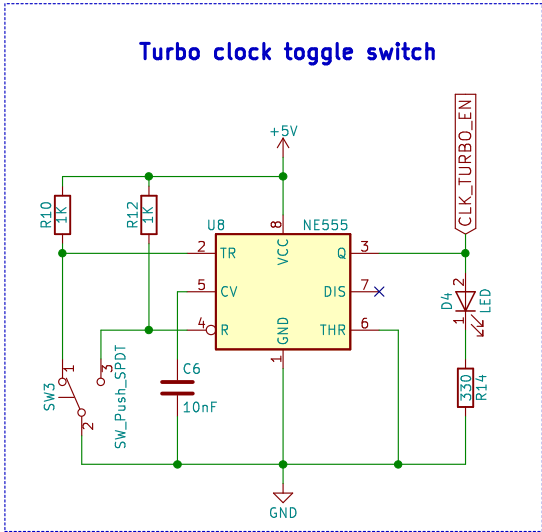 Turbo clock toggle switch
CLK_TURBO_EN
+5V
R10
1K
R12
1K
U8
NE555
8
VCC
2
TR
Q
3
5
CV
DIS
7
4
R
THR
6
GND
1
D4
2
1
LED
330
R14
C6
10nF
SW3
1
2
3
SW_Push_SPDT
GND